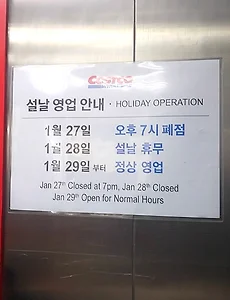 COSTCO
WHOLESALE
설날 영업 안내 · HOLIDAY OPERATION
1월 27일 오후 7시 폐점
1월 28일 설날 휴무
1월 29일 부터 정상 영업
Jan 27th Closed at 7pm, Jan 28th Closed
Jan 29th Open for Normal Hours